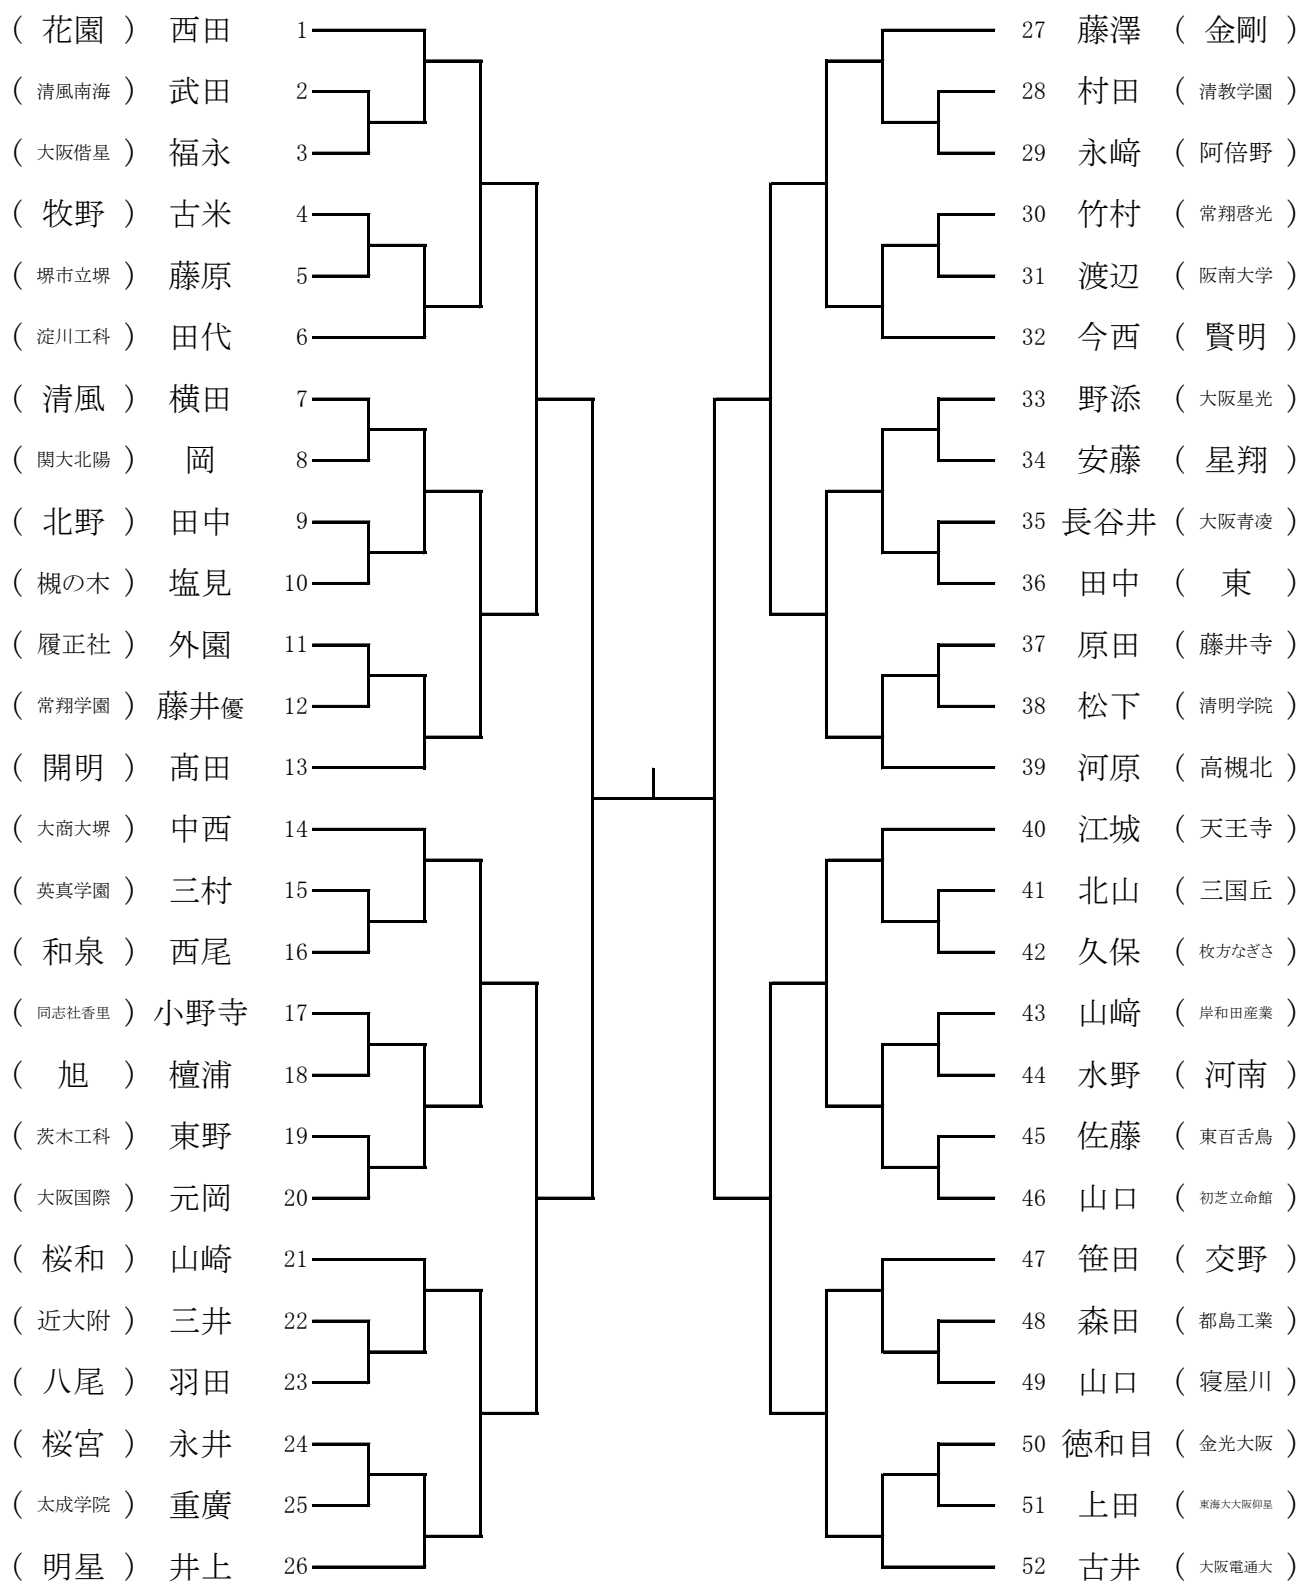 ( 花園 ) 西田 1
( 清風南海 ) 武田 2
( 大阪偕星 ) 福永 3
( 牧野 ) 古米 4
( 堺市立堺 ) 藤原 5
( 淀川工科 ) 田代 6
( 清風 ) 横田 7
( 関大北陽 ) 岡 8
( 北野 ) 田中 9
( 槻の木 ) 塩見 10
( 履正社 ) 外園 11
( 常翔学園 ) 藤井優 12
( 開明 ) 髙田 13
( 大商大堺 ) 中西 14
( 英真学園 ) 三村 15
( 和泉 ) 西尾 16
( 同志社香里 ) 小野寺 17
( 旭 ) 檀浦 18
( 茨木工科 ) 東野 19
( 大阪国際 ) 元岡 20
( 桜和 ) 山崎 21
( 近大附 ) 三井 22
( 八尾 ) 羽田 23
( 桜宮 ) 永井 24
( 太成学院 ) 重廣 25
( 明星 ) 井上 26
27 藤澤 ( 金剛 )
28 村田 ( 清教学園 )
29 永﨑 ( 阿倍野 )
30 竹村 ( 常翔啓光 )
31 渡辺 ( 阪南大学 )
32 今西 ( 賢明 )
33 野添 ( 大阪星光 )
34 安藤 ( 星翔 )
35 長谷井 ( 大阪青凌 )
36 田中 ( 東 )
37 原田 ( 藤井寺 )
38 松下 ( 清明学院 )
39 河原 ( 高槻北 )
40 江城 ( 天王寺 )
41 北山 ( 三国丘 )
42 久保 ( 枚方なぎさ )
43 山﨑 ( 岸和田産業 )
44 水野 ( 河南 )
45 佐藤 ( 東百舌鳥 )
46 山口 ( 初芝立命館 )
47 笹田 ( 交野 )
48 森田 ( 都島工業 )
49 山口 ( 寝屋川 )
50 徳和目 ( 金光大阪 )
51 上田 ( 東海大大阪仰星 )
52 古井 ( 大阪電通大 )